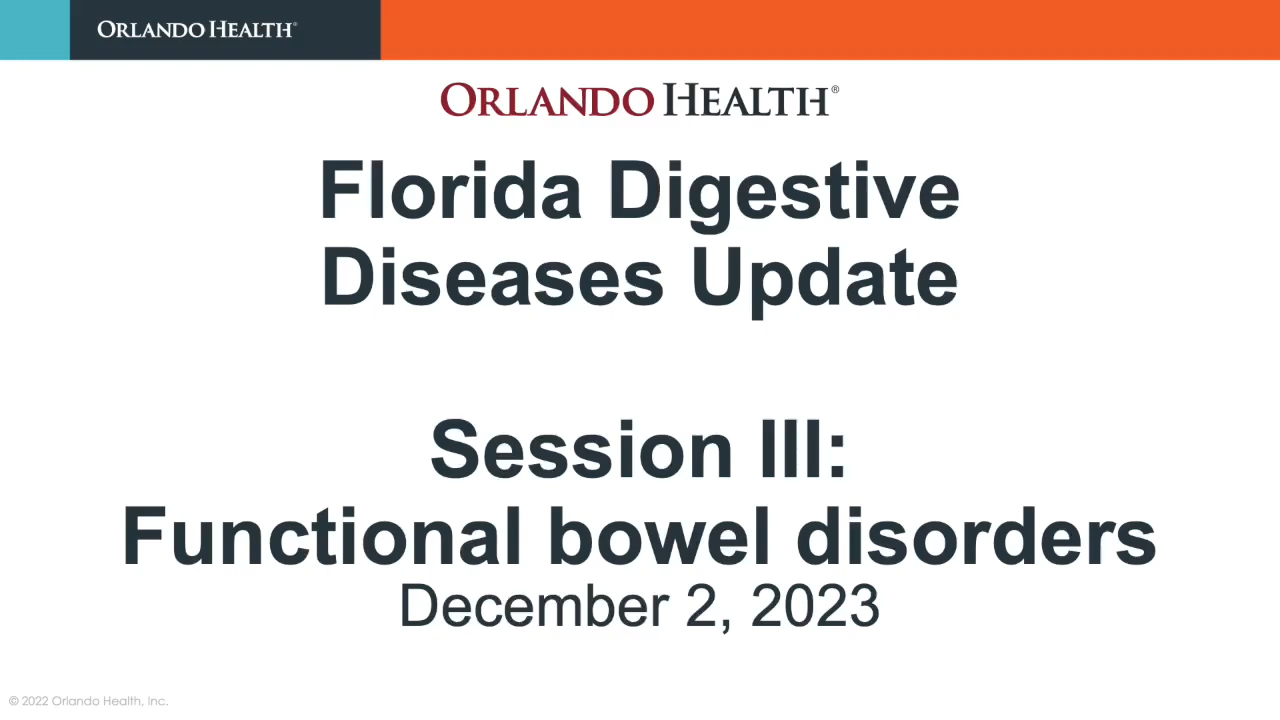 ORLANDO HEALTH®
ORLANDO HEALTH®
Florida Digestive
Diseases Update
Session III:
Functional bowel disorders
December 2, 2023
© 2022 Orlando Health, Inc.